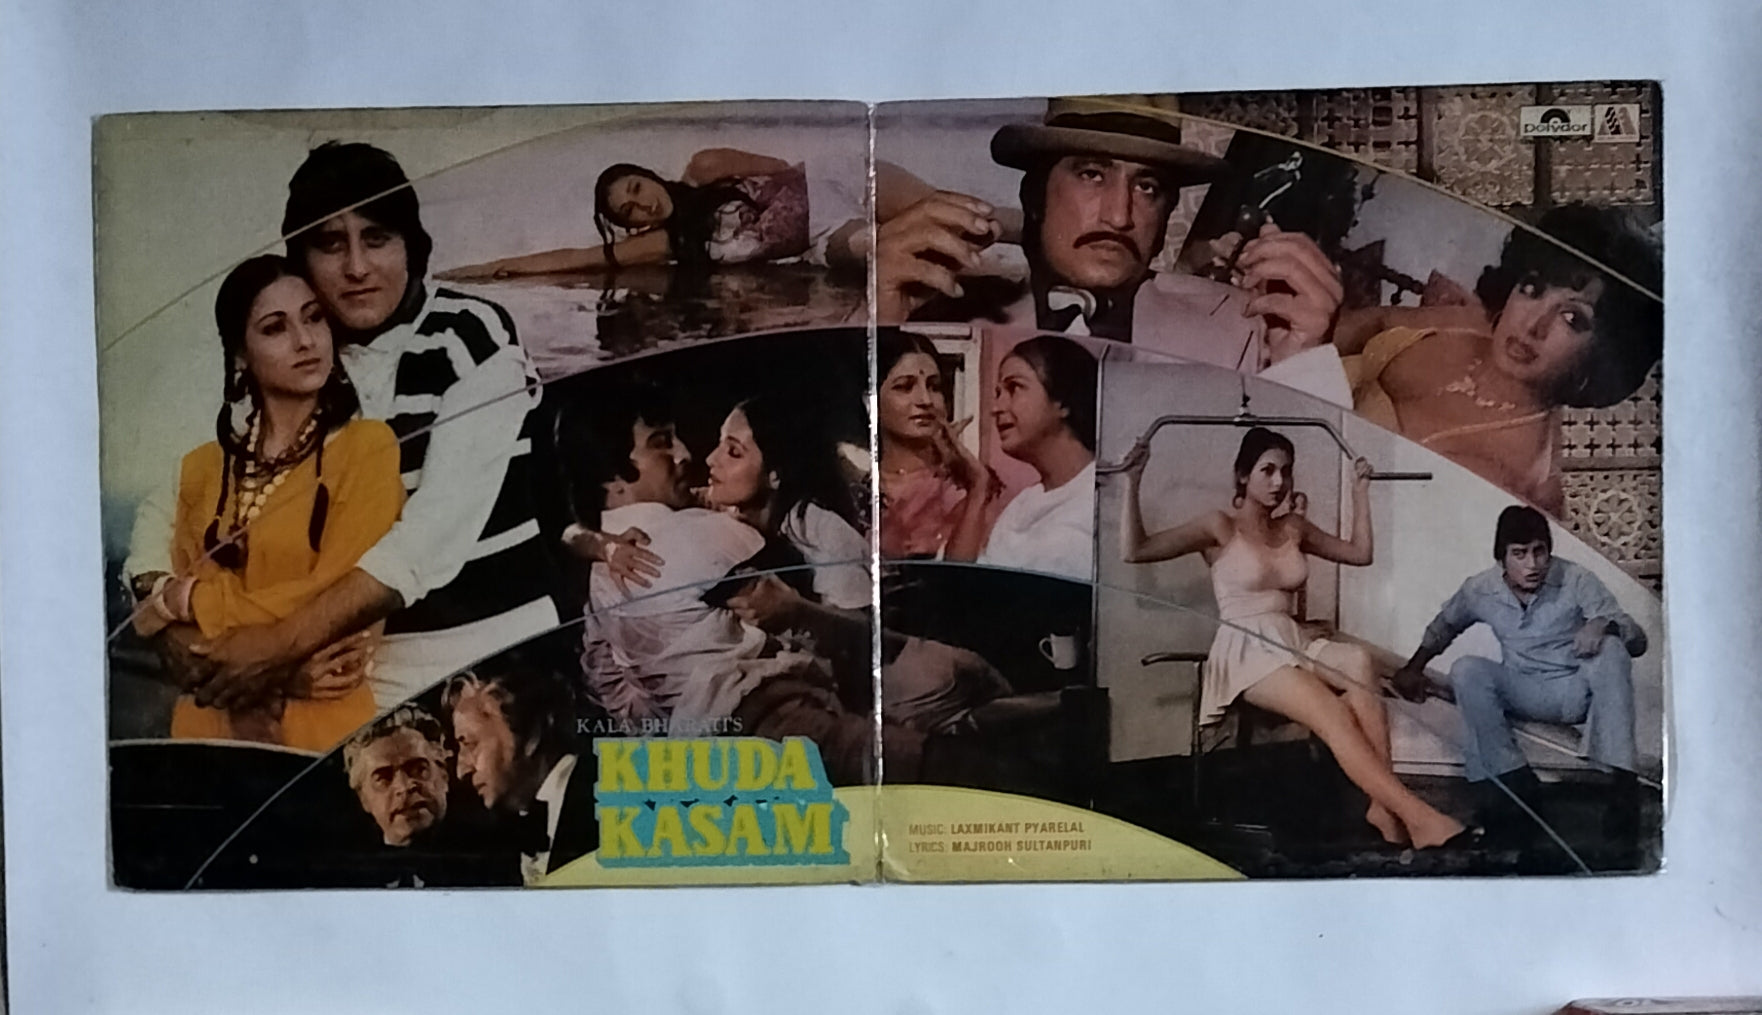 polydor
KALA BHARATI'S
KHUDA
KASAM
MUSIC: LAXMIKANT PYARELAL
LYRICS: MAJROOH SULTANPURI